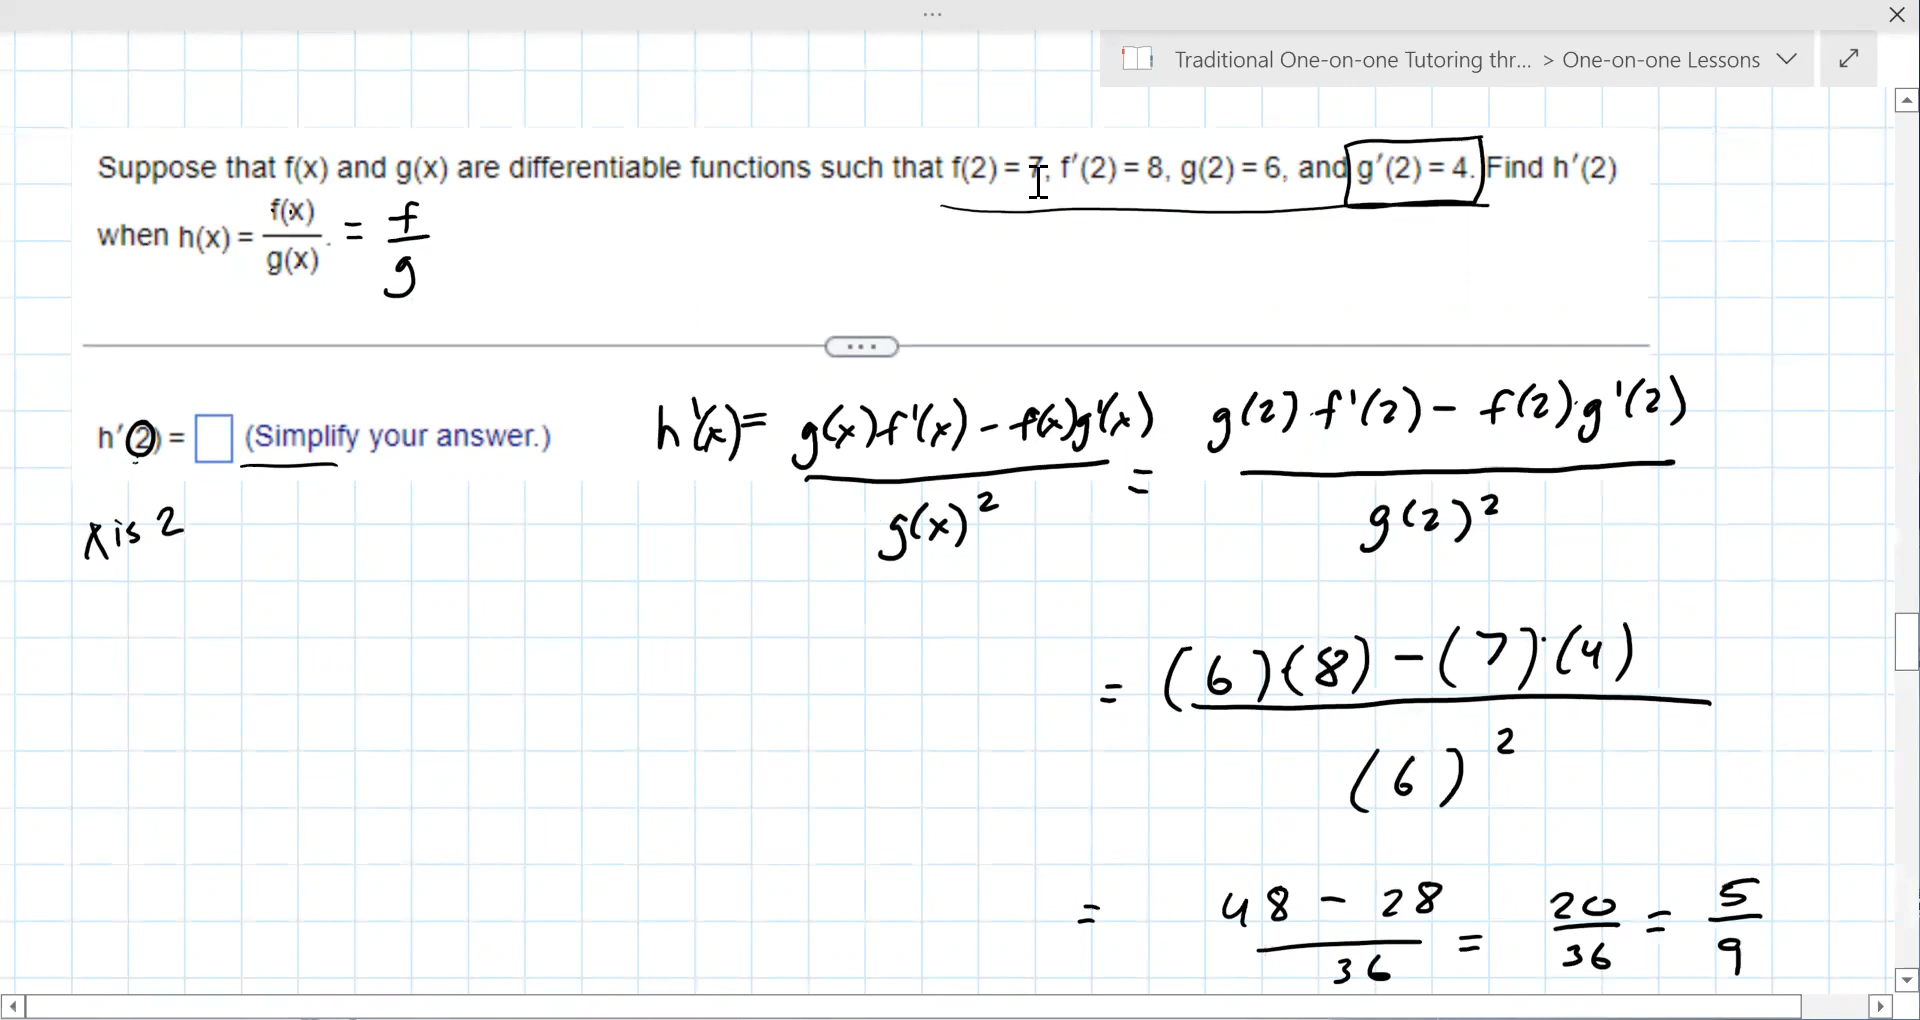 Traditional One-on-one Tutoring thr... > One-on-one Lessons
Suppose that f(x) and g(x) are differentiable functions such that f(2) = 7, f′(2) = 8, g(2) = 6, and g′(2) = 4. Find h′(2)
when h(x) = f(x)/g(x). = f/g
h′(2) = (Simplify your answer.)
x is 2
h'(x) = g(x)f'(x) - f(x)g'(x) / g(x)² = g(2)·f'(2) - f(2)·g'(2) / g(2)²
= (6)(8) - (7)·(4) / (6)²
= 48 - 28 / 36 = 20/36 = 5/9